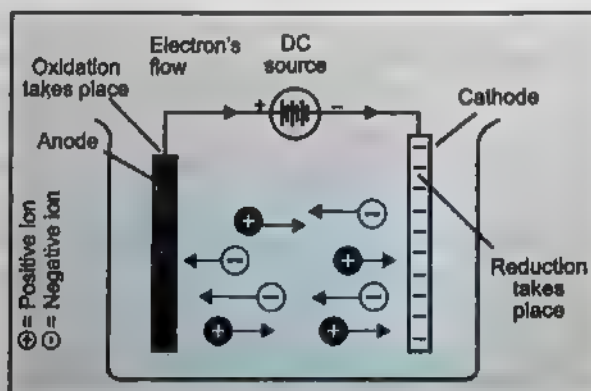 Electron's
flow
DC
source
Oxidation
takes place
Cathode
Anode
+
−
Reduction
takes
place
⊕ = Positive ion
⊖ = Negative ion